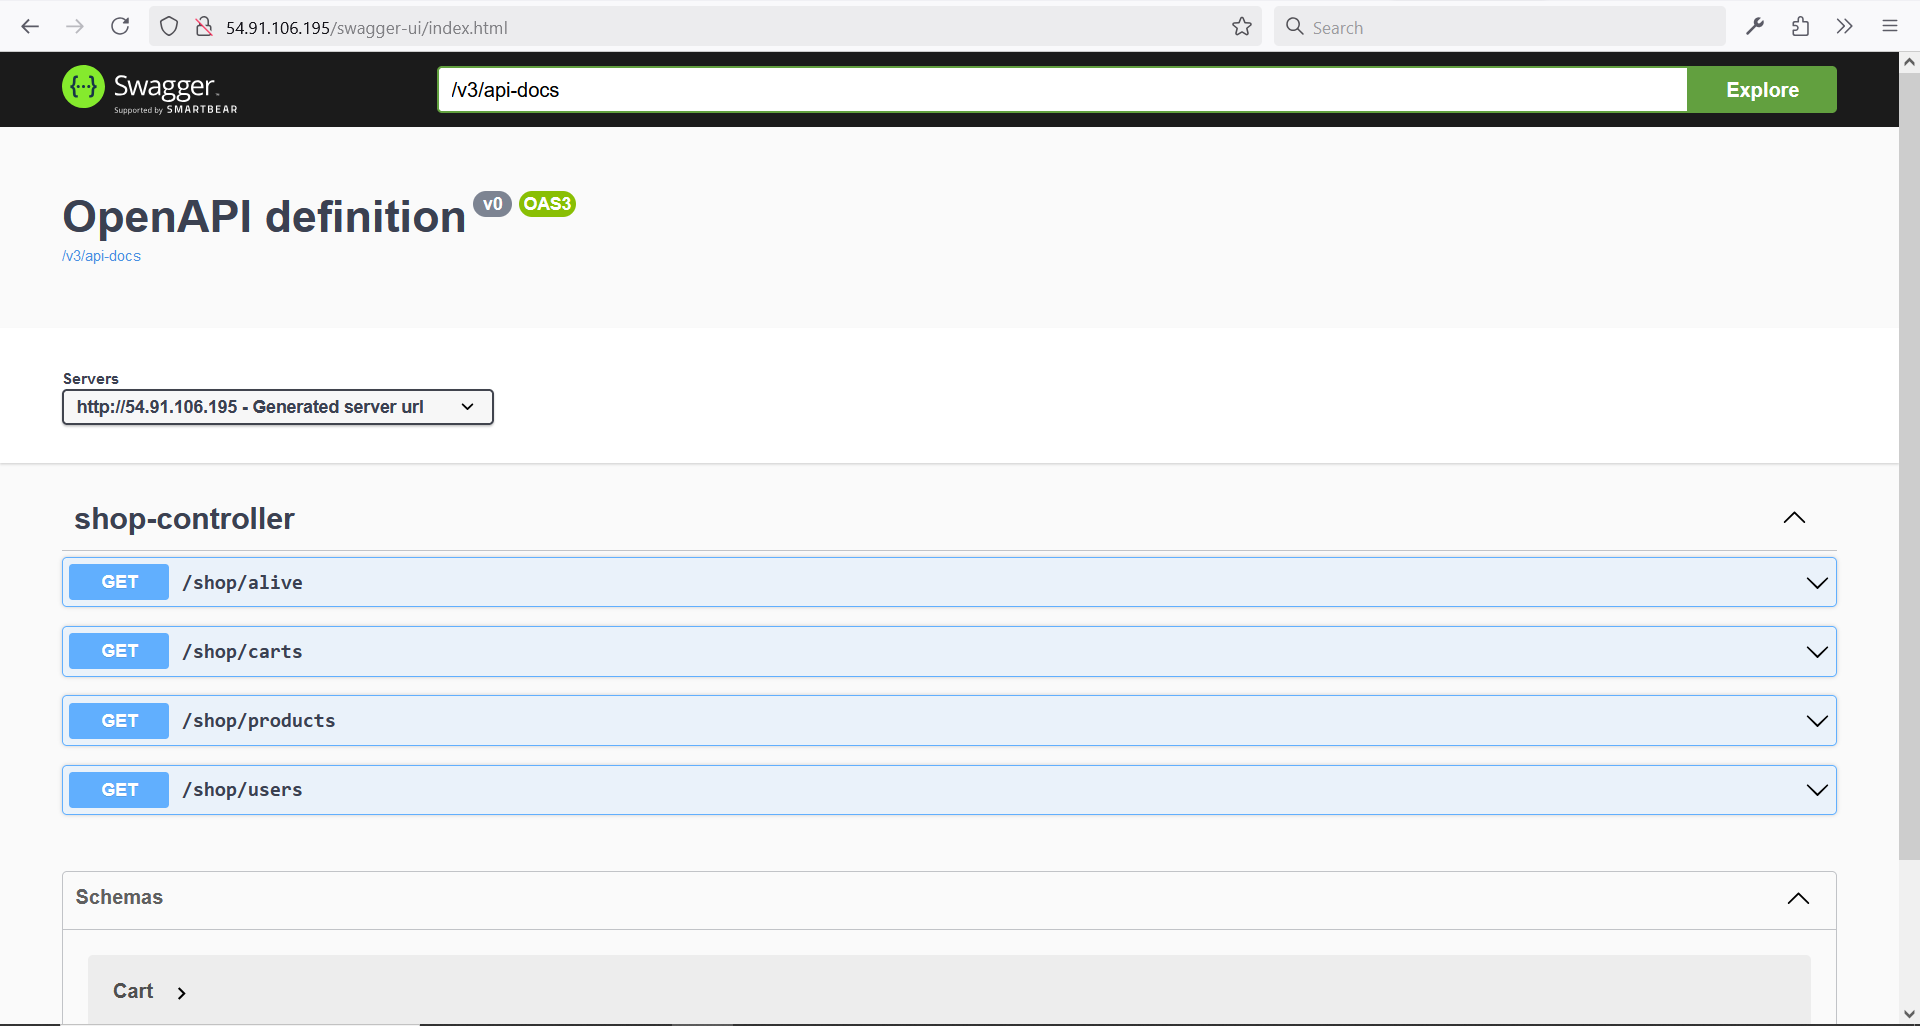 54.91.106.195/swagger-ui/index.html
Search
{···} Swagger.
Supported by SMARTBEAR
/v3/api-docs
Explore
OpenAPI definition v0 OAS3
/v3/api-docs
Servers
http://54.91.106.195 - Generated server url
shop-controller
GET /shop/alive
GET /shop/carts
GET /shop/products
GET /shop/users
Schemas
Cart